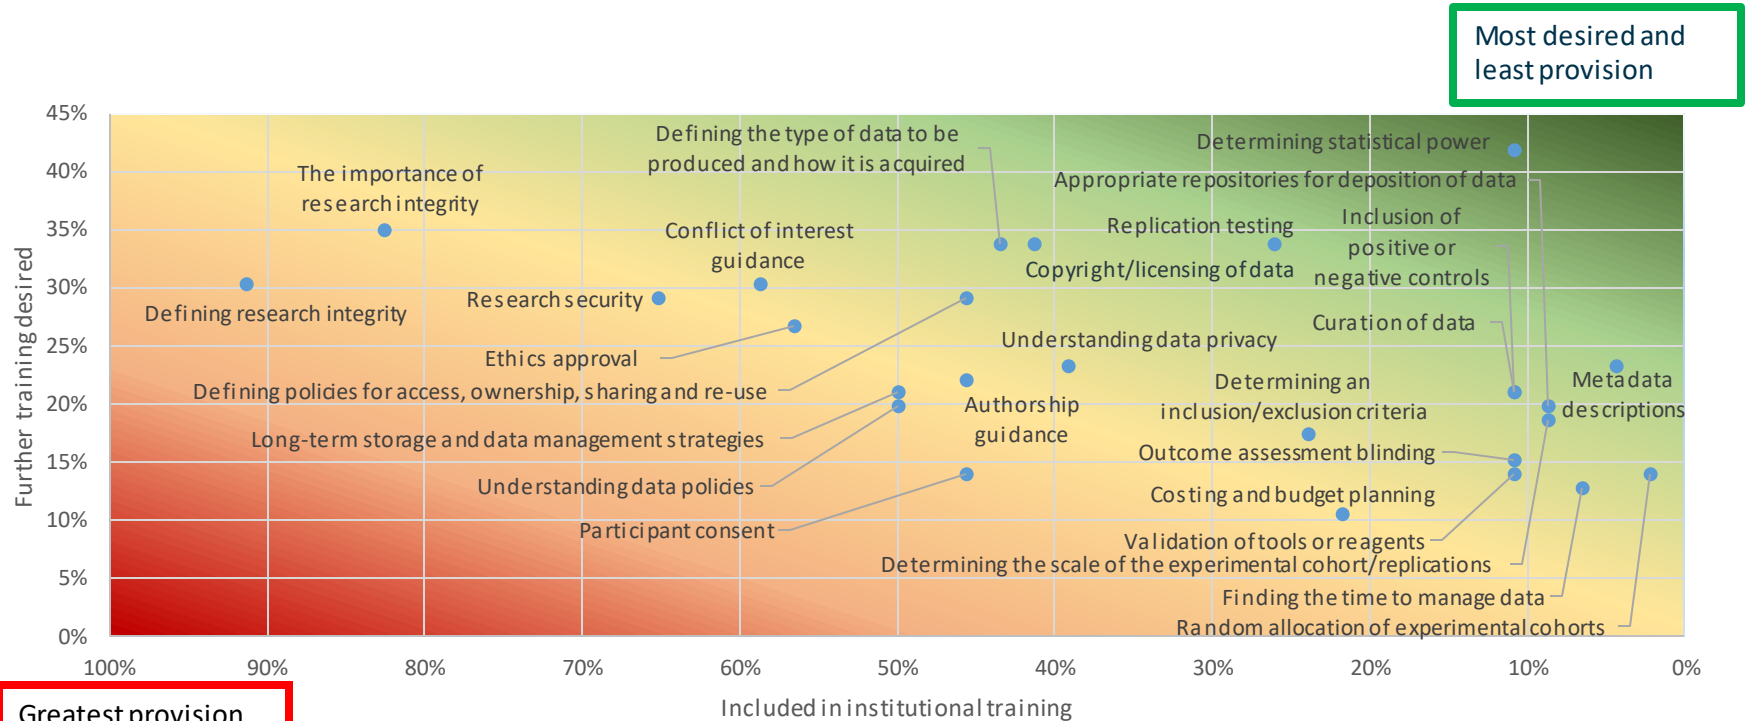 Most desired and
least provision
45%
40%
35%
30%
25%
20%
15%
10%
5%
0%
Further training desired
Defining the type of data to be
produced and how it is acquired
Determining statistical power
The importance of
research integrity
Appropriate repositories for deposition of data
Conflict of interest
guidance
Replication testing
Inclusion of
positive or
negative controls
Copyright/licensing of data
Defining research integrity
Research security
Curation of data
Ethics approval
Understanding data privacy
Defining policies for access, ownership, sharing and re-use
Determining an
inclusion/exclusion criteria
Metadata
descriptions
Authorship
guidance
Long-term storage and data management strategies
Outcome assessment blinding
Understanding data policies
Costing and budget planning
Participant consent
Validation of tools or reagents
Determining the scale of the experimental cohort/replications
Finding the time to manage data
Random allocation of experimental cohorts
100%
90%
80%
70%
60%
50%
40%
30%
20%
10%
0%
Included in institutional training
Greatest provision